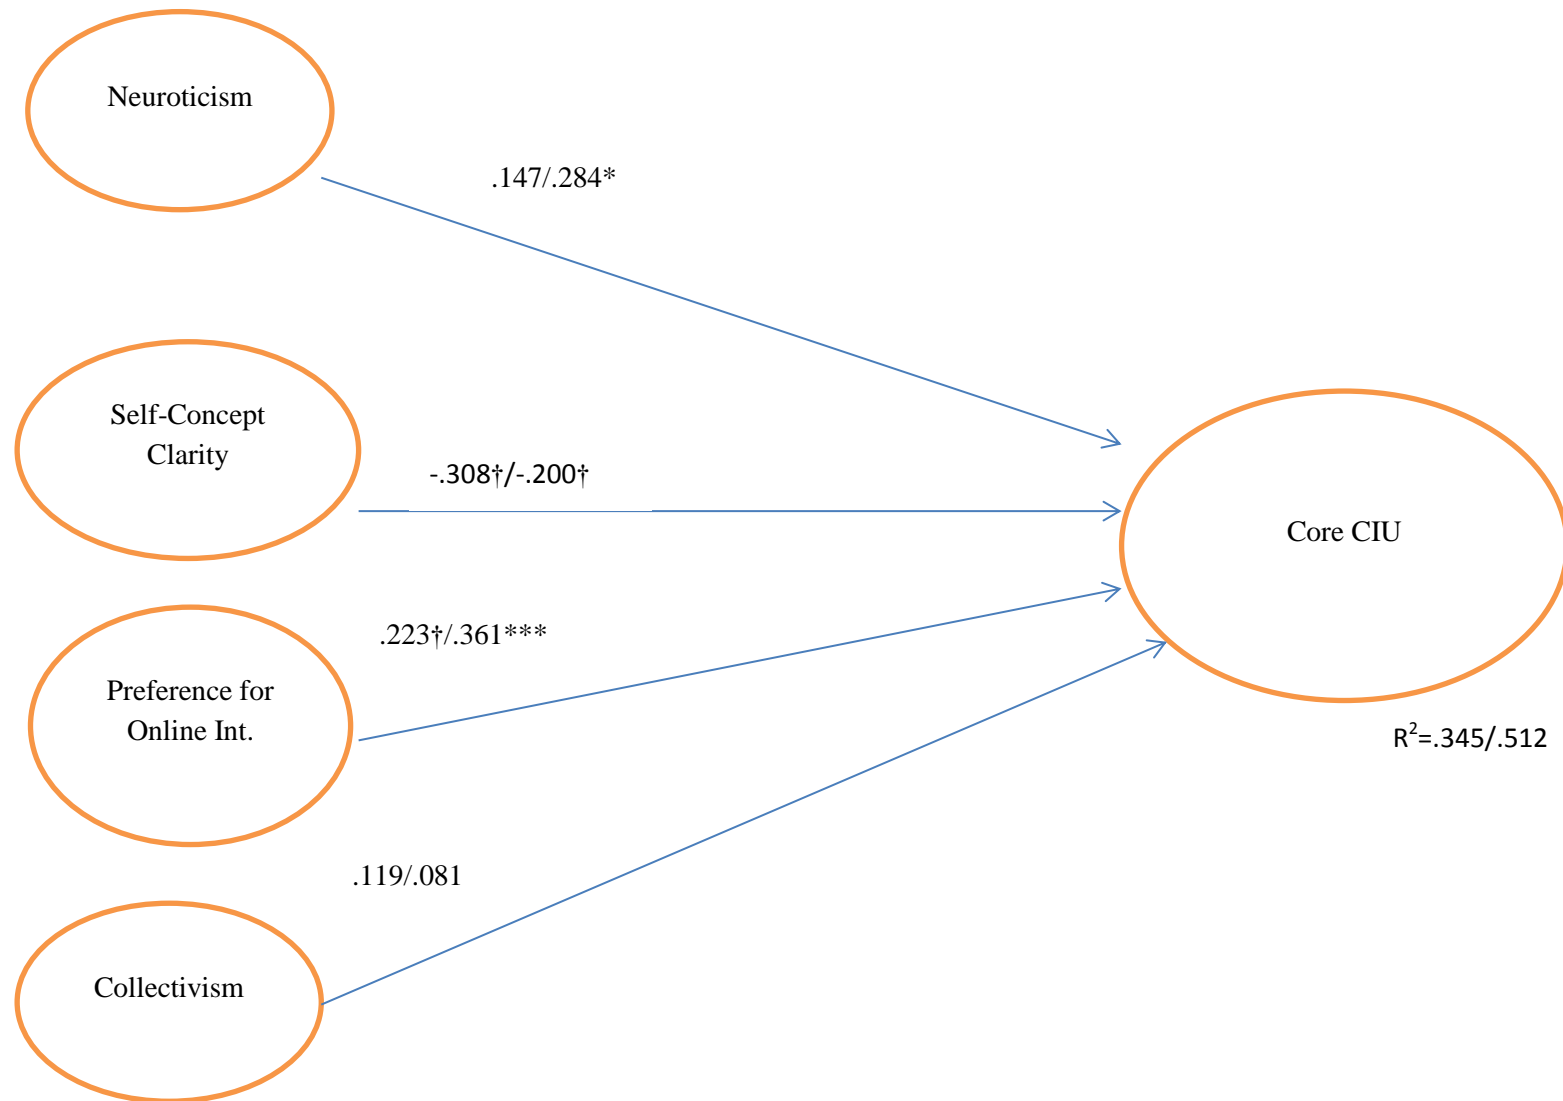 Neuroticism
.147/.284*
Self-Concept
Clarity
-.308†/-.200†
Core CIU
Preference for
Online Int.
.223†/.361***
R²=.345/.512
.119/.081
Collectivism